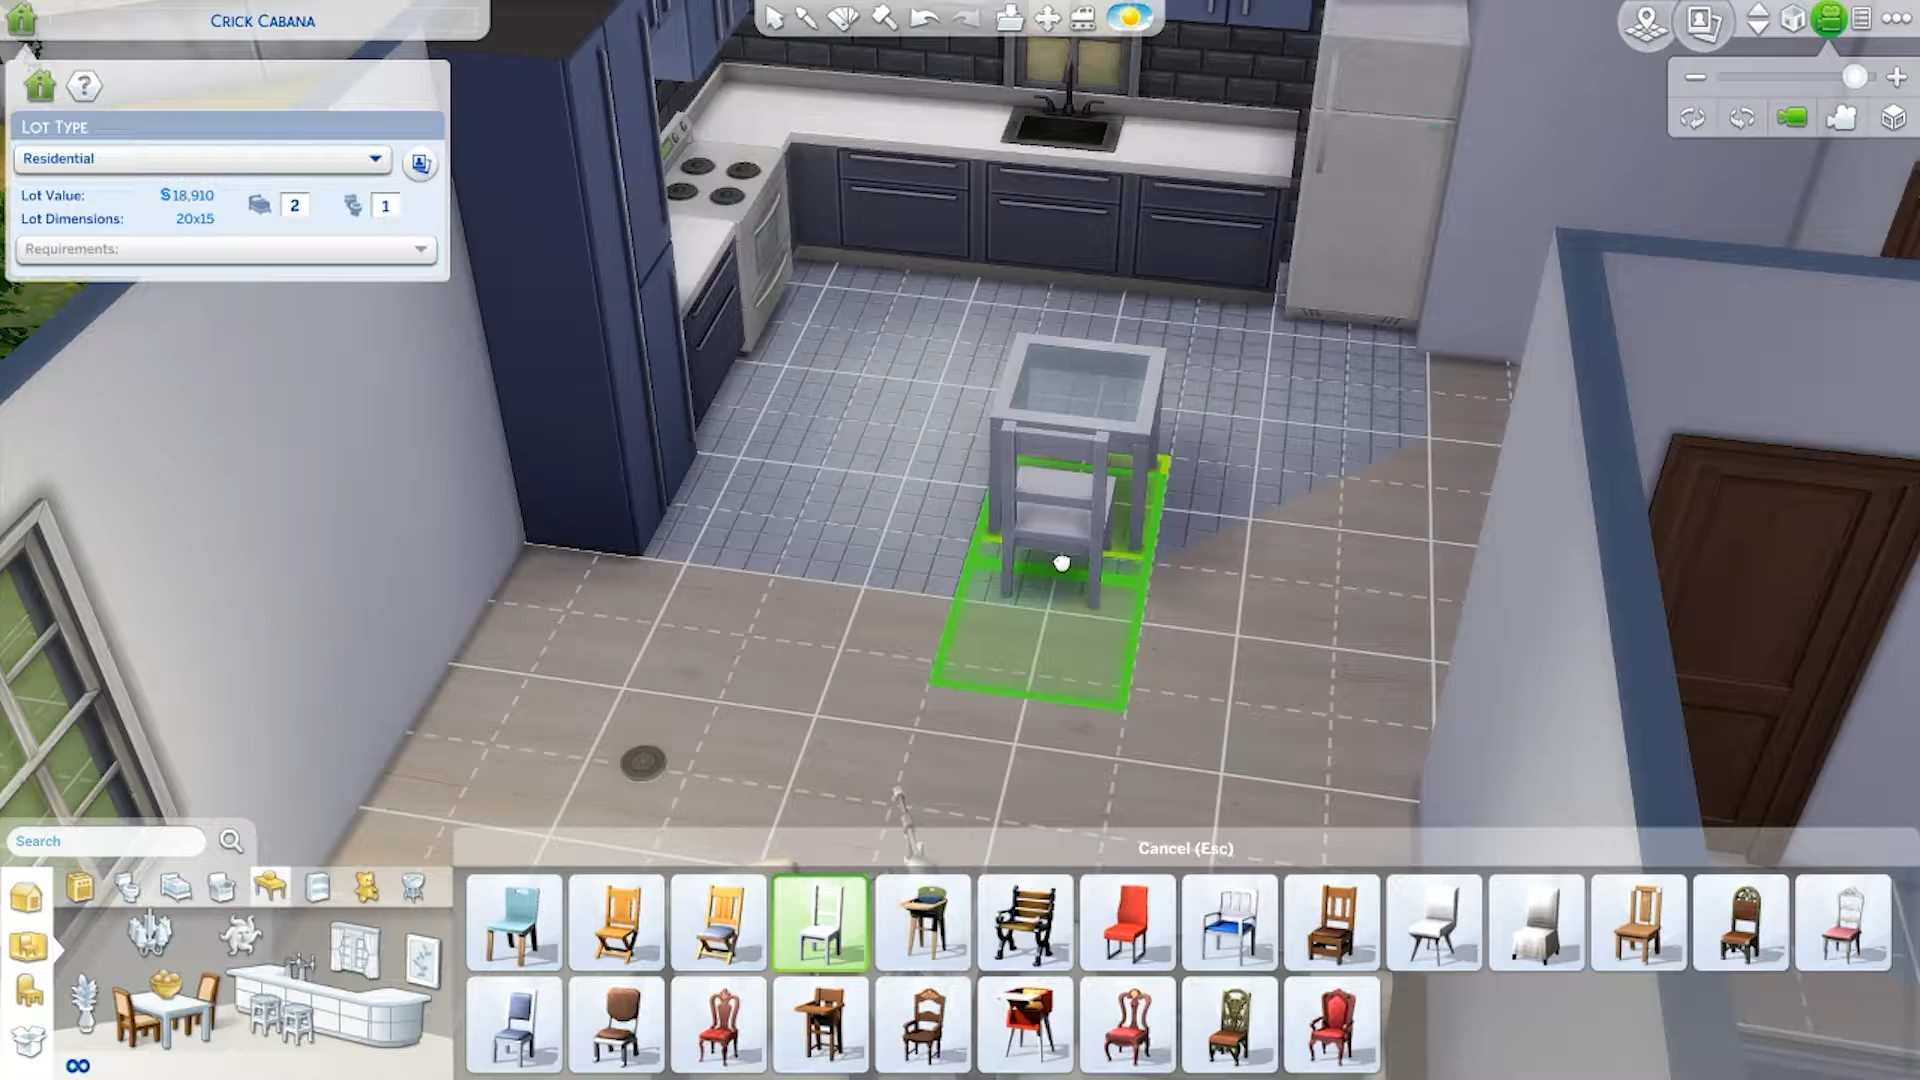 Crick Cabana
?
Lot Type
Residential
Lot Value: §18,910 2 1
Lot Dimensions: 20x15
Requirements:
Search
Cancel (Esc)